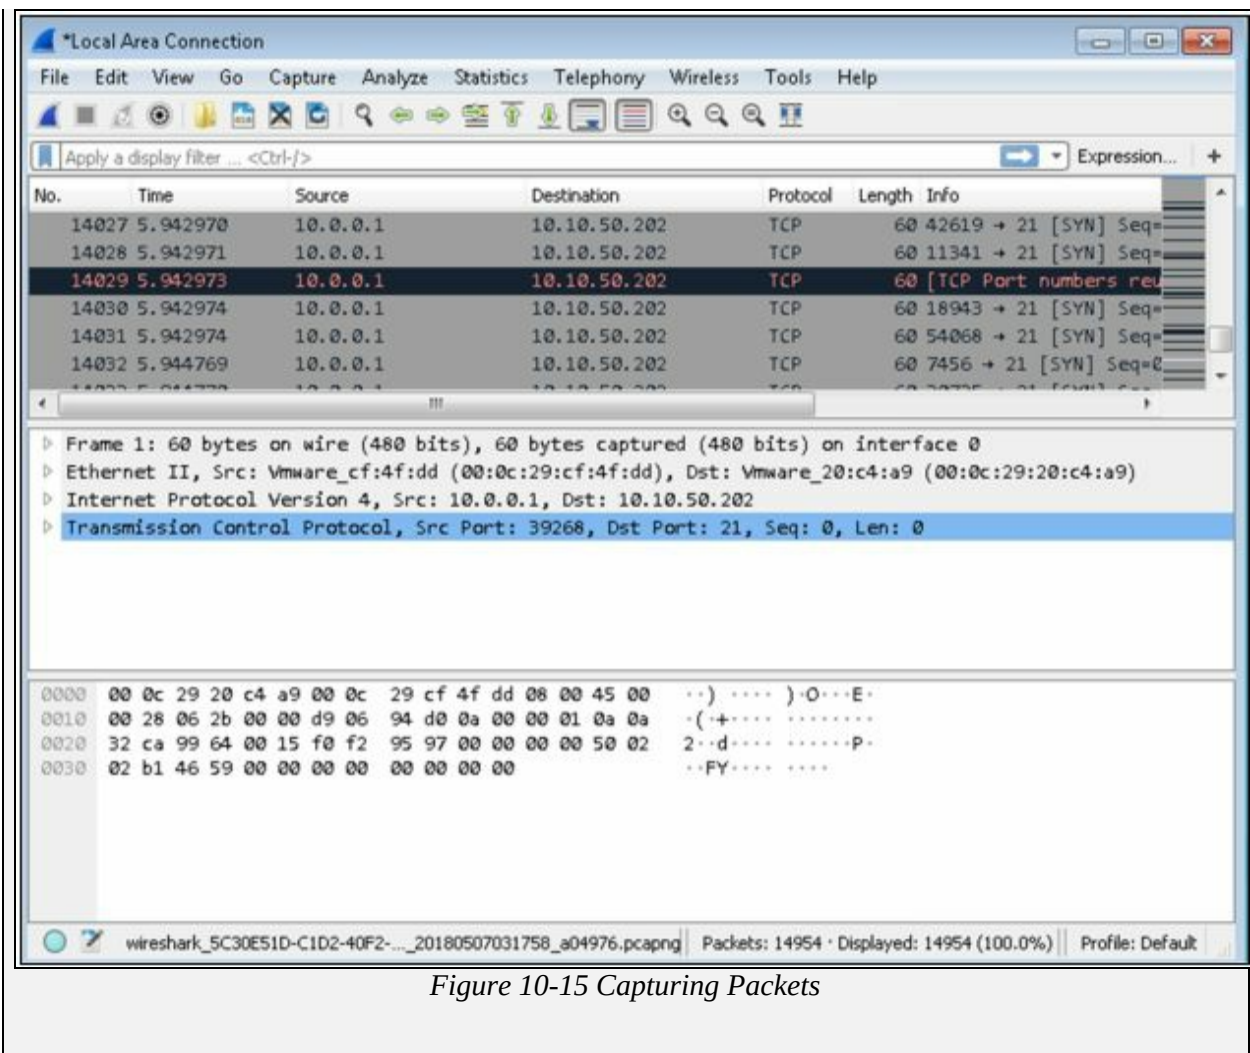 *Local Area Connection
File Edit View Go Capture Analyze Statistics Telephony Wireless Tools Help
Apply a display filter ... <Ctrl-/> Expression... +
No. Time Source Destination Protocol Length Info
14027 5.942970 10.0.0.1 10.10.50.202 TCP 60 42619 → 21 [SYN] Seq=
14028 5.942971 10.0.0.1 10.10.50.202 TCP 60 11341 → 21 [SYN] Seq=
14029 5.942973 10.0.0.1 10.10.50.202 TCP 60 [TCP Port numbers reu
14030 5.942974 10.0.0.1 10.10.50.202 TCP 60 18943 → 21 [SYN] Seq=
14031 5.942974 10.0.0.1 10.10.50.202 TCP 60 54068 → 21 [SYN] Seq=
14032 5.944769 10.0.0.1 10.10.50.202 TCP 60 7456 → 21 [SYN] Seq=0
Frame 1: 60 bytes on wire (480 bits), 60 bytes captured (480 bits) on interface 0
Ethernet II, Src: Vmware_cf:4f:dd (00:0c:29:cf:4f:dd), Dst: Vmware_20:c4:a9 (00:0c:29:20:c4:a9)
Internet Protocol Version 4, Src: 10.0.0.1, Dst: 10.10.50.202
Transmission Control Protocol, Src Port: 39268, Dst Port: 21, Seq: 0, Len: 0
0000 00 0c 29 20 c4 a9 00 0c 29 cf 4f dd 08 00 45 00 ··) ···· )·O···E·
0010 00 28 06 2b 00 00 d9 06 94 d0 0a 00 00 01 0a 0a ·(·+···· ········
0020 32 ca 99 64 00 15 f0 f2 95 97 00 00 00 00 50 02 2··d···· ······P·
0030 02 b1 46 59 00 00 00 00 00 00 00 00 ··FY···· ····
wireshark_5C30E51D-C1D2-40F2-..._20180507031758_a04976.pcapng Packets: 14954 · Displayed: 14954 (100.0%) Profile: Default
Figure 10-15 Capturing Packets